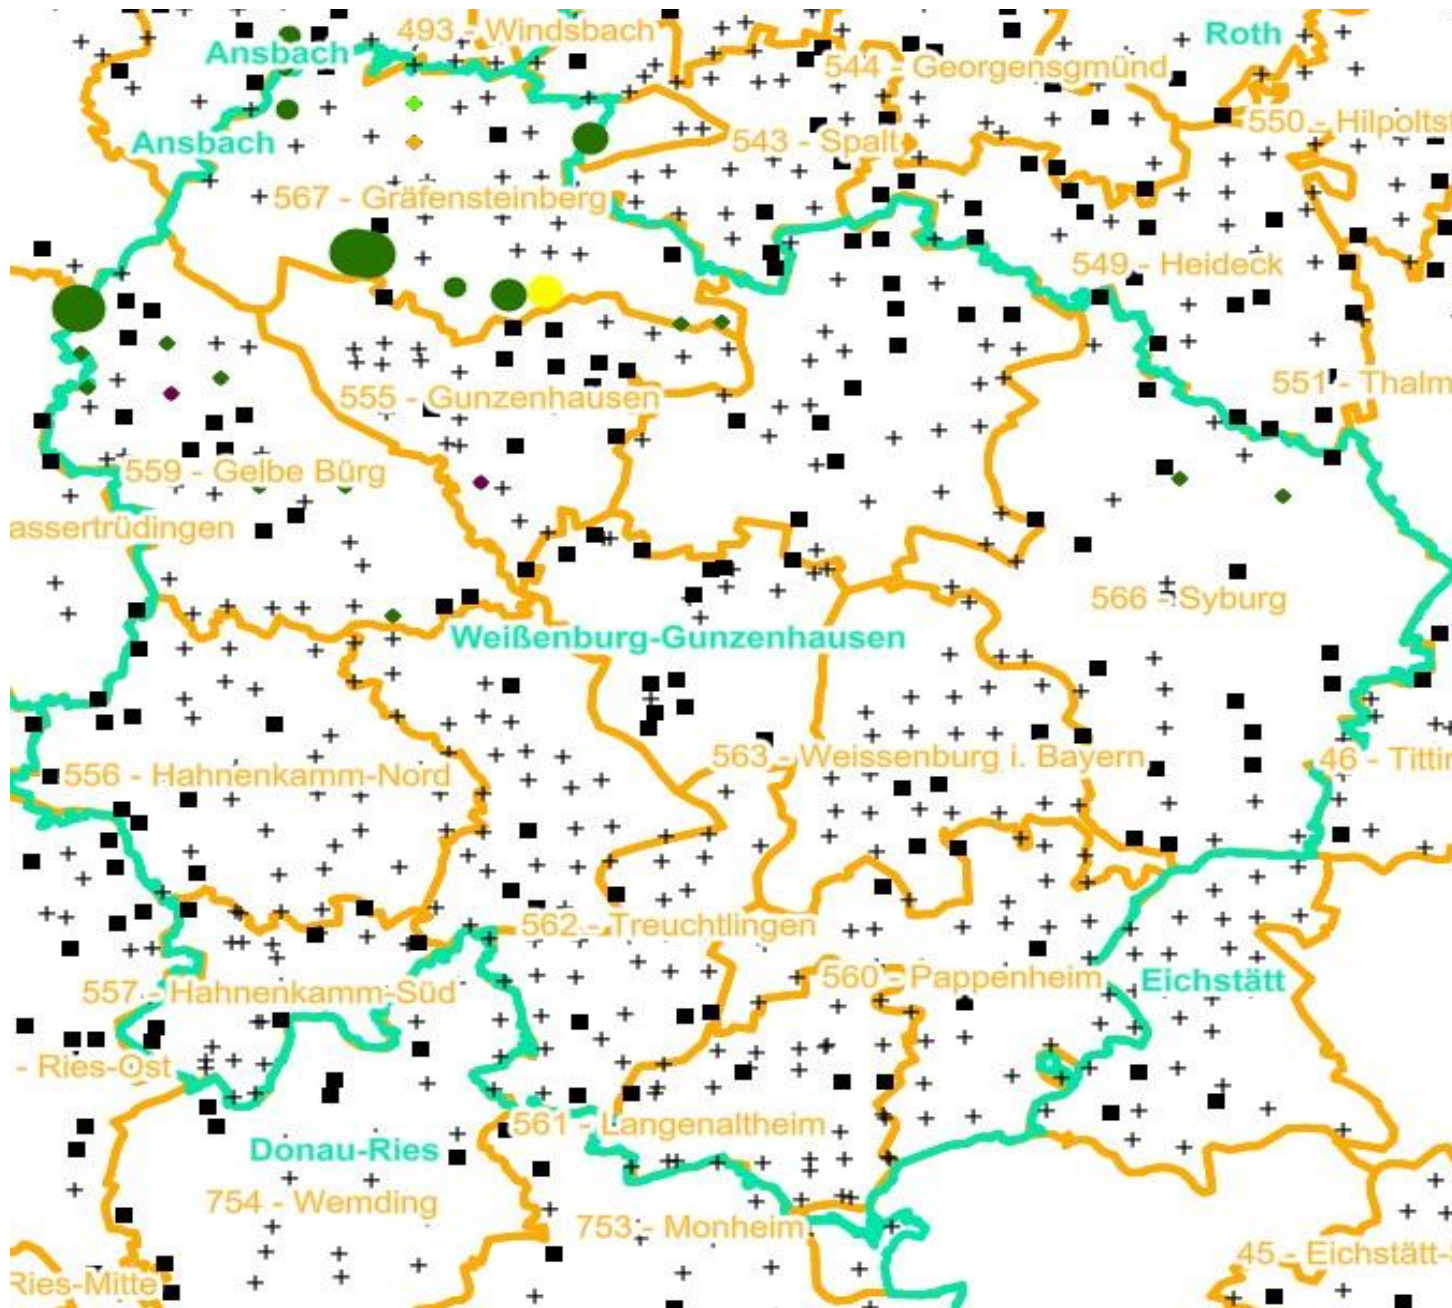 493 - Windsbach
Roth
Ansbach
544 - Georgensgmünd
550 - Hilpoltst
Ansbach
543 - Spalt
567 - Gräfensteinberg
549 - Heideck
551 - Thalm
555 - Gunzenhausen
559 - Gelbe Bürg
assertrüdingen
566 - Syburg
Weißenburg-Gunzenhausen
563 - Weissenburg i. Bayern
46 - Tittin
556 - Hahnenkamm-Nord
562 - Treuchtlingen
560 - Pappenheim
Eichstätt
557 - Hahnenkamm-Süd
- Ries-Ost
561 - Langenaltheim
Donau-Ries
754 - Wemding
753 - Monheim
45 - Eichstätt-
Ries-Mitte